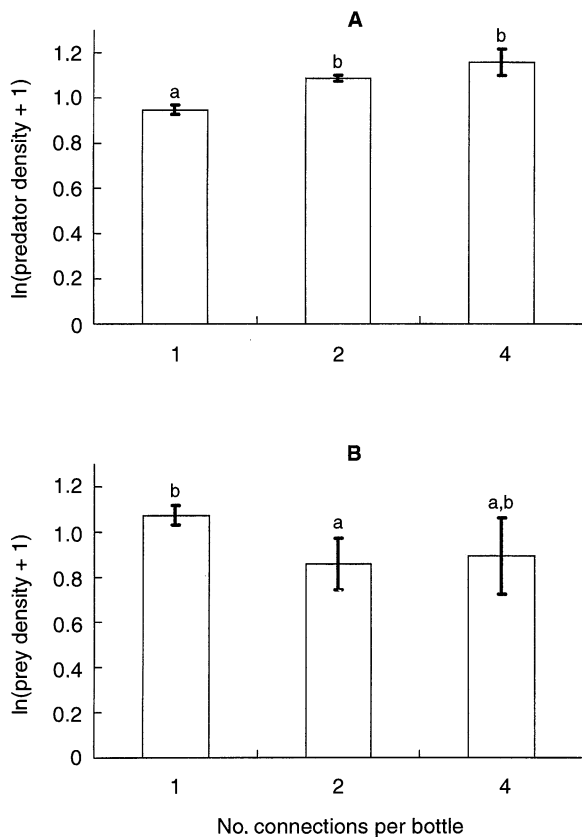 A
ln(predator density + 1)
1.2
1.0
0.8
0.6
0.4
0.2
0
a
b
b
1
2
4
B
ln(prey density + 1)
1.2
1.0
0.8
0.6
0.4
0.2
0
b
a
a,b
1
2
4
No. connections per bottle